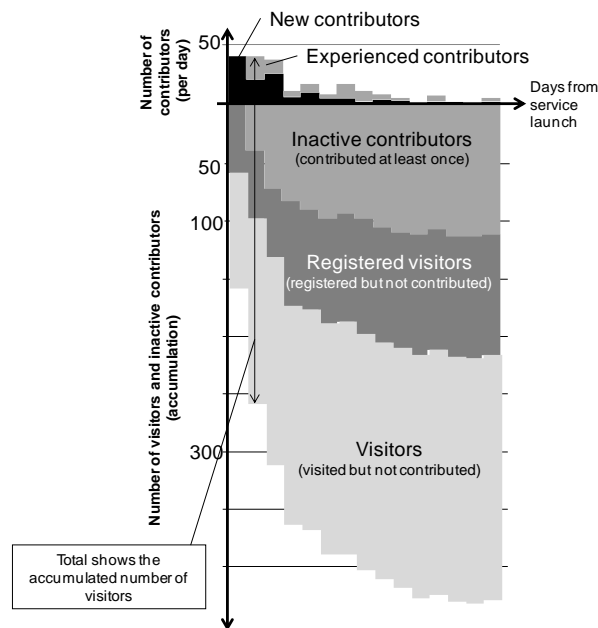 New contributors
50
Experienced contributors
Number of
contributors
(per day)
Days from
service
launch
Inactive contributors
(contributed at least once)
50
100
Registered visitors
(registered but not contributed)
Number of visitors and inactive contributors
(accumulation)
300
Visitors
(visited but not contributed)
Total shows the
accumulated number of
visitors